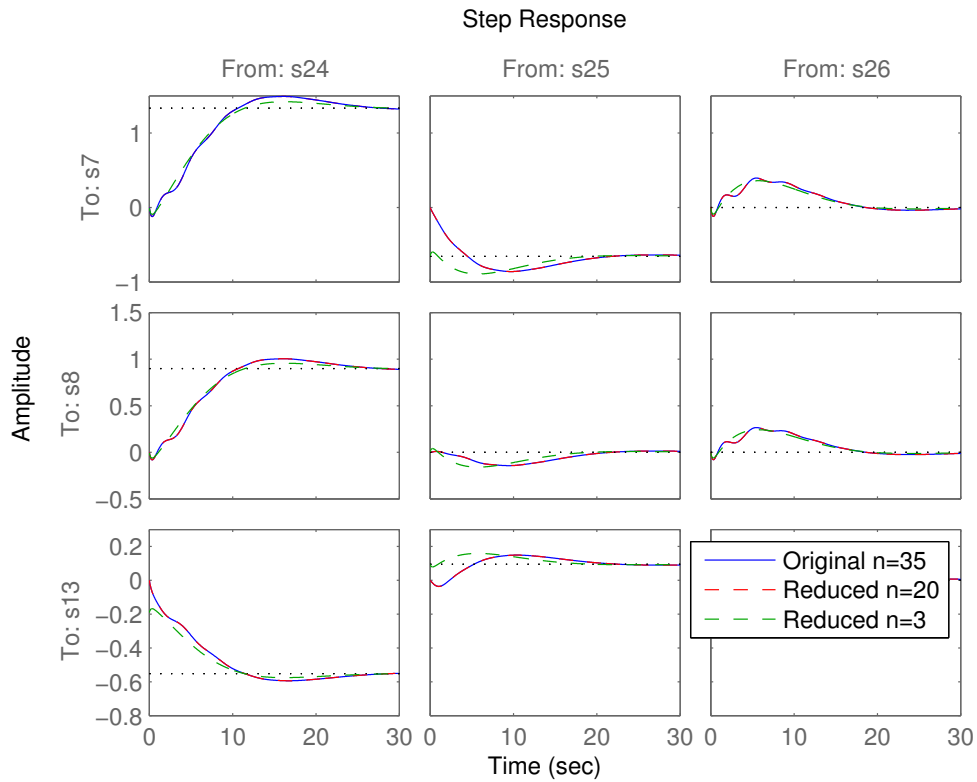 Step Response
From: s24
From: s25
From: s26
Amplitude
To: s7
1
0
−1
To: s8
1.5
1
0.5
0
−0.5
To: s13
0.2
0
−0.2
−0.4
−0.6
−0.8
Original n=35
Reduced n=20
Reduced n=3
0 10 20 30 0 10 20 30 0 10 20 30
Time (sec)